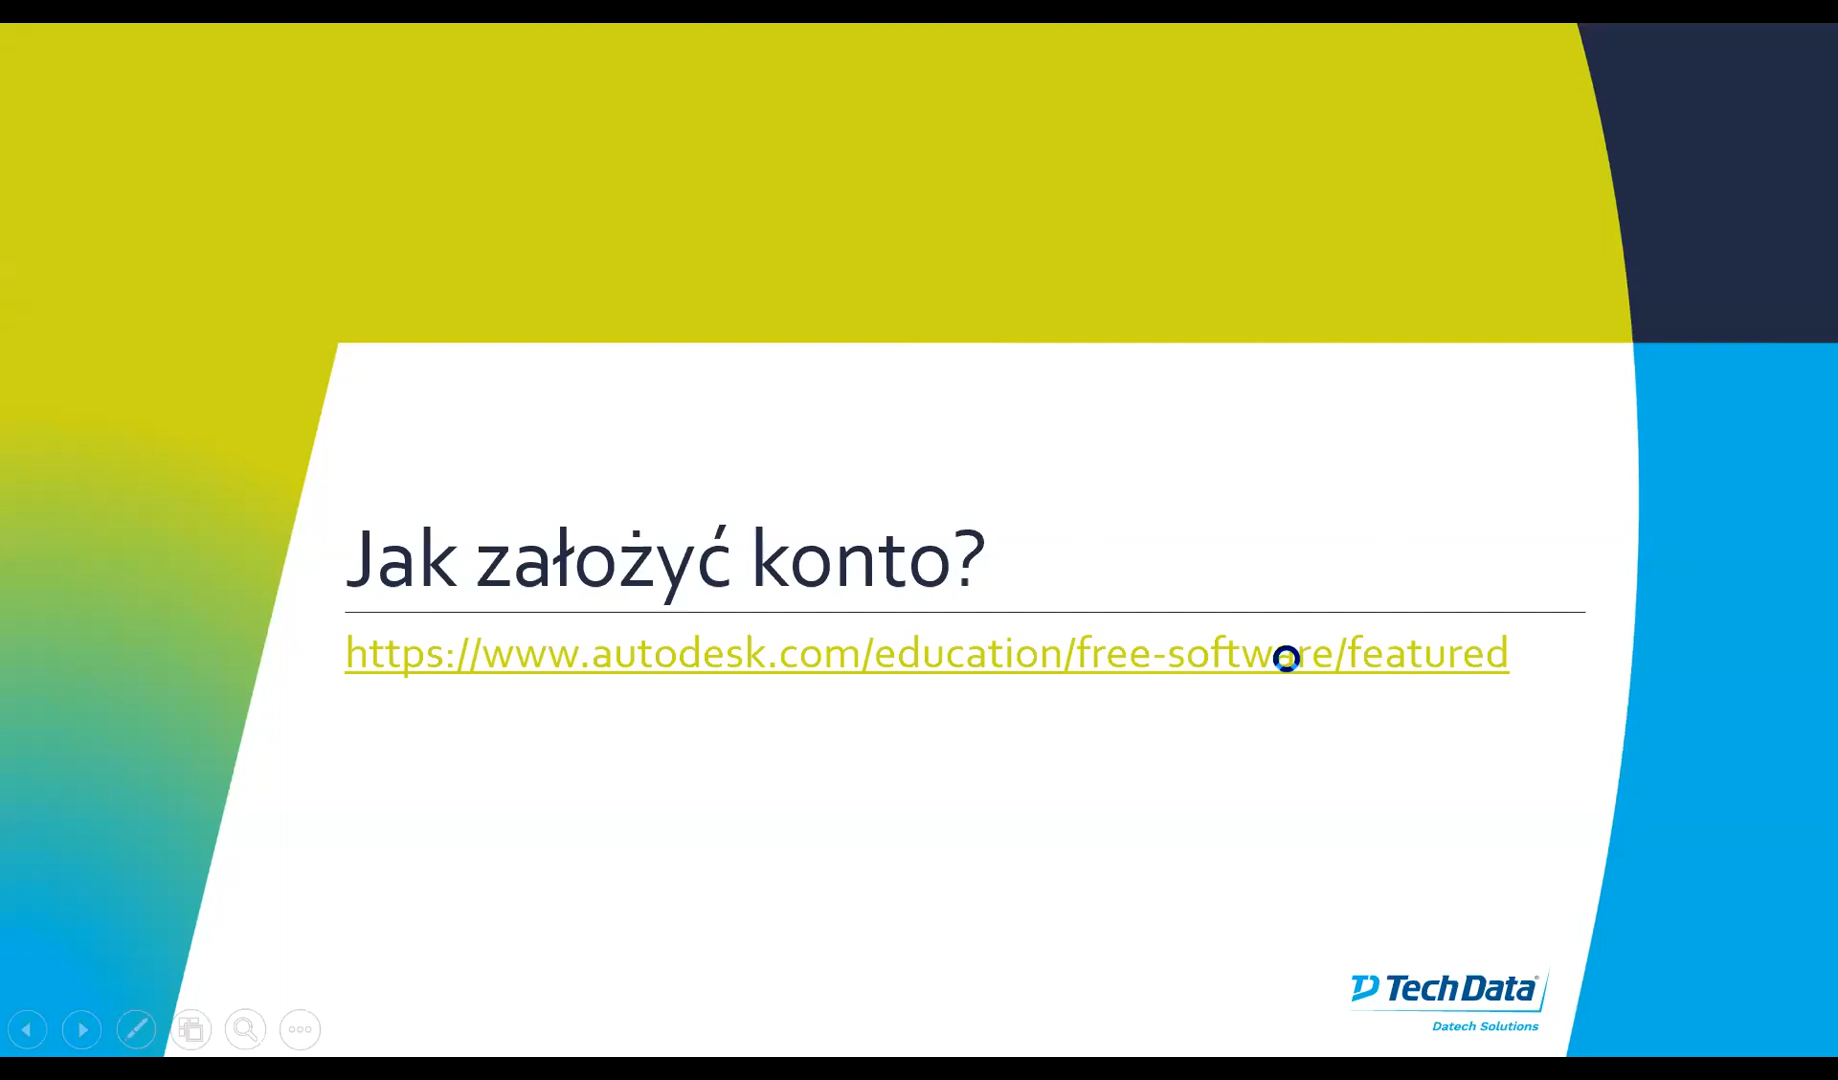 Jak założyć konto?
https://www.autodesk.com/education/free-software/featured
TechData
Datech Solutions